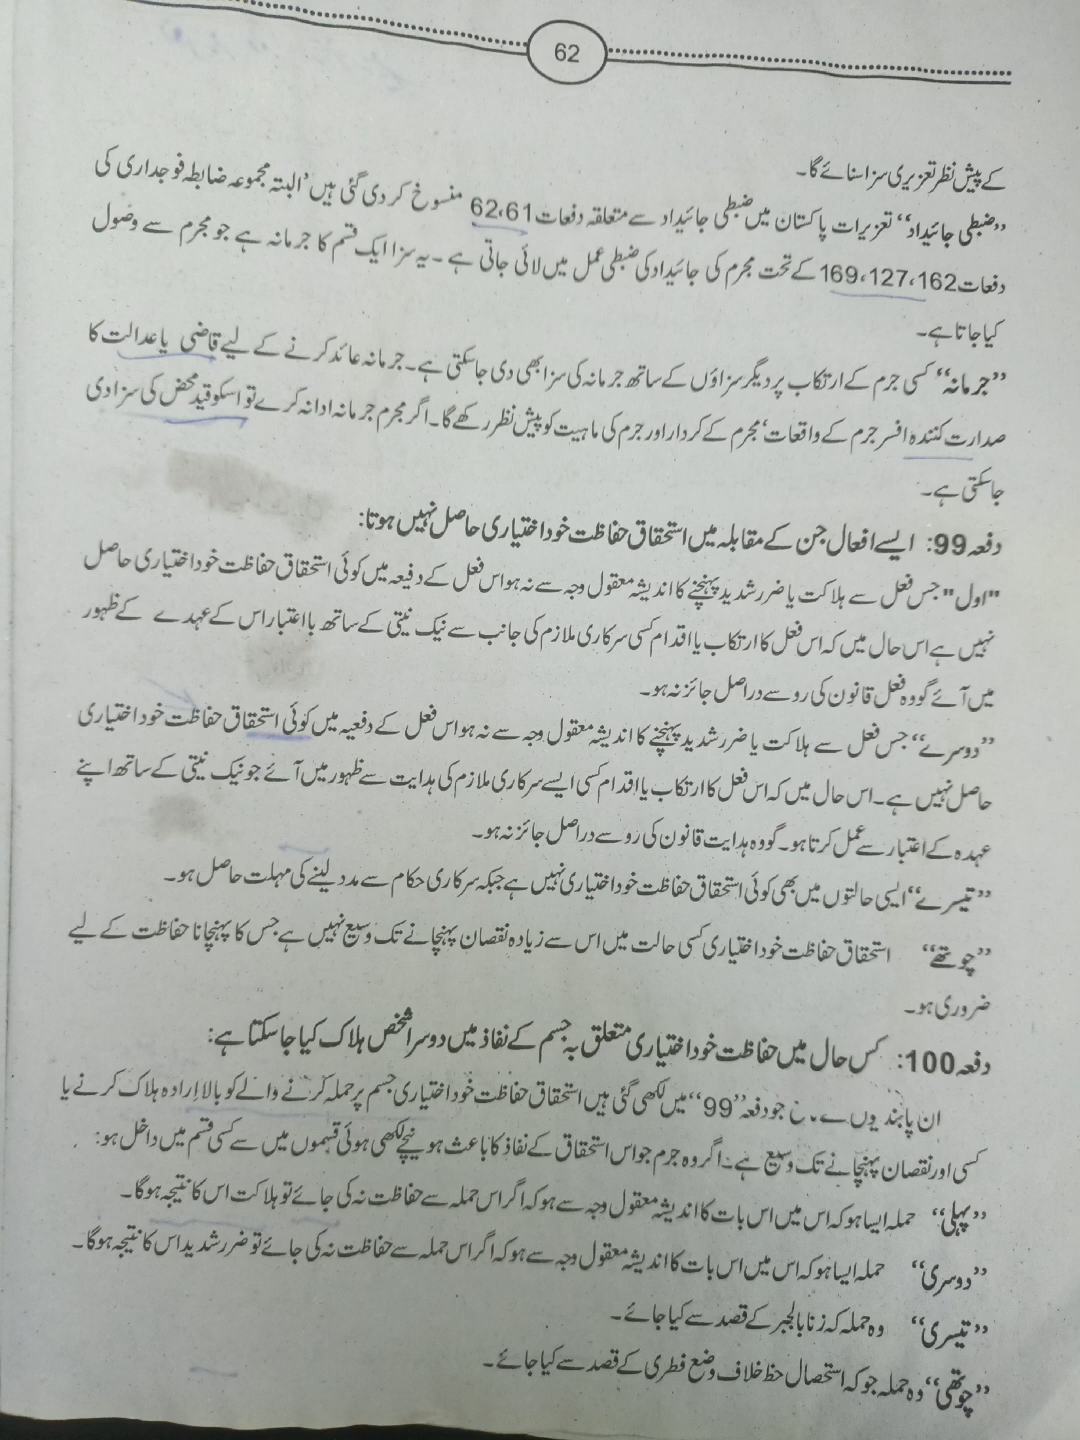 62
کے پیش نظر تعزیری سزا سنائے گا۔
’’ضبطی جائیداد‘‘ تعزیرات پاکستان میں ضبطی جائیداد سے متعلقہ دفعات 62،61 منسوخ کر دی گئی ہیں’ البتہ مجموعہ ضابطہ فوجداری کی
دفعات 169،127،162 کے تحت مجرم کی جائیداد کی ضبطی عمل میں لائی جاتی ہے۔ یہ سزا ایک قسم کا جرمانہ ہے جو مجرم سے وصول
کیا جاتا ہے۔
’’جرمانہ‘‘ کسی جرم کے ارتکاب پر دیگر سزاؤں کے ساتھ جرمانہ کی سزا بھی دی جاسکتی ہے۔ جرمانہ عائد کرنے کے لیے قاضی یا عدالت کا
صدارت کنندہ افسر جرم کے واقعات’ مجرم کے کردار اور جرم کی ماہیت کو پیش نظر رکھے گا۔ اگر مجرم جرمانہ ادا نہ کرے تو اسکو قید محض کی سزا دی
جاسکتی ہے۔
دفعہ 99: ایسے افعال جن کے مقابلہ میں استحقاق حفاظت خود اختیاری حاصل نہیں ہوتا:
"اول" جس فعل سے ہلاکت یا ضرر شدید پہنچنے کا اندیشہ معقول وجہ سے نہ ہو اس فعل کے دفیعہ میں کوئی استحقاق حفاظت خود اختیاری حاصل
نہیں ہے اس حال میں کہ اس فعل کا ارتکاب یا اقدام کسی سرکاری ملازم کی جانب سے نیک نیتی کے ساتھ با اعتبار اس کے عہدے کے ظہور
میں آئے گو وہ فعل قانون کی رو سے دراصل جائز نہ ہو۔
’’دوسرے‘‘ جس فعل سے ہلاکت یا ضرر شدید پہنچنے کا اندیشہ معقول وجہ سے نہ ہو اس فعل کے دفعیہ میں کوئی استحقاق حفاظت خود اختیاری
حاصل نہیں ہے۔ اس حال میں کہ اس فعل کا ارتکاب یا اقدام کسی ایسے سرکاری ملازم کی ہدایت سے ظہور میں آئے جو نیک نیتی کے ساتھ اپنے
عہدہ کے اعتبار سے عمل کرتا ہو۔ گو وہ ہدایت قانون کی رو سے دراصل جائز نہ ہو۔
’’تیسرے‘‘ ایسی حالتوں میں بھی کوئی استحقاق حفاظت خود اختیاری نہیں ہے جبکہ سرکاری حکام سے مدد لینے کی مہلت حاصل ہو۔
’’چوتھے‘‘ استحقاق حفاظت خود اختیاری کسی حالت میں اس سے زیادہ نقصان پہنچانے تک وسیع نہیں ہے جس کا پہنچانا حفاظت کے لیے
ضروری ہو۔
دفعہ 100: کس حال میں حفاظت خود اختیاری متعلق بہ جسم کے نفاذ میں دوسرا شخص ہلاک کیا جا سکتا ہے:
ان پابندیوں سے جو دفعہ ’’99‘‘ میں لکھی گئی ہیں استحقاق حفاظت خود اختیاری جسم پر حملہ کرنے والے کو بالا ارادہ ہلاک کرنے یا
کسی اور نقصان پہنچانے تک وسیع ہے۔ اگر وہ جرم جو اس استحقاق کے نفاذ کا باعث ہو نیچے لکھی ہوئی قسموں میں سے کسی قسم میں داخل ہو:
’’پہلی‘‘ حملہ ایسا ہو کہ اس میں اس بات کا اندیشہ معقول وجہ سے ہو کہ اگر اس حملہ سے حفاظت نہ کی جائے تو ہلاکت اس کا نتیجہ ہوگا۔
’’دوسری‘‘ حملہ ایسا ہو کہ اس میں اس بات کا اندیشہ معقول وجہ سے ہو کہ اگر اس حملہ سے حفاظت نہ کی جائے تو ضرر شدید اس کا نتیجہ ہوگا۔
’’تیسری‘‘ وہ حملہ کہ زنا بالجبر کے قصد سے کیا جائے۔
’’چوتھی‘‘ وہ حملہ جو کہ استحصال حظ خلاف وضع فطری کے قصد سے کیا جائے۔